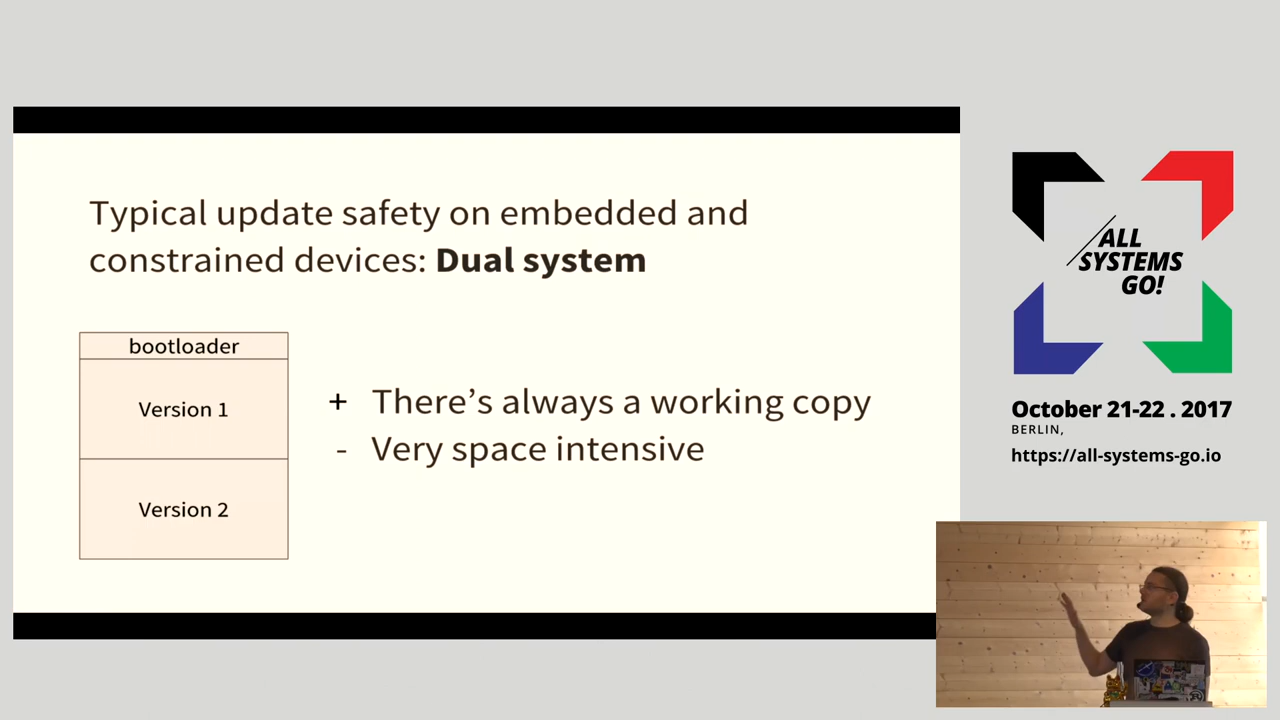 Typical update safety on embedded and
constrained devices: Dual system
bootloader
Version 1
Version 2
+ There's always a working copy
- Very space intensive
ALL
SYSTEMS
GO!
October 21-22 . 2017
BERLIN,
https://all-systems-go.io